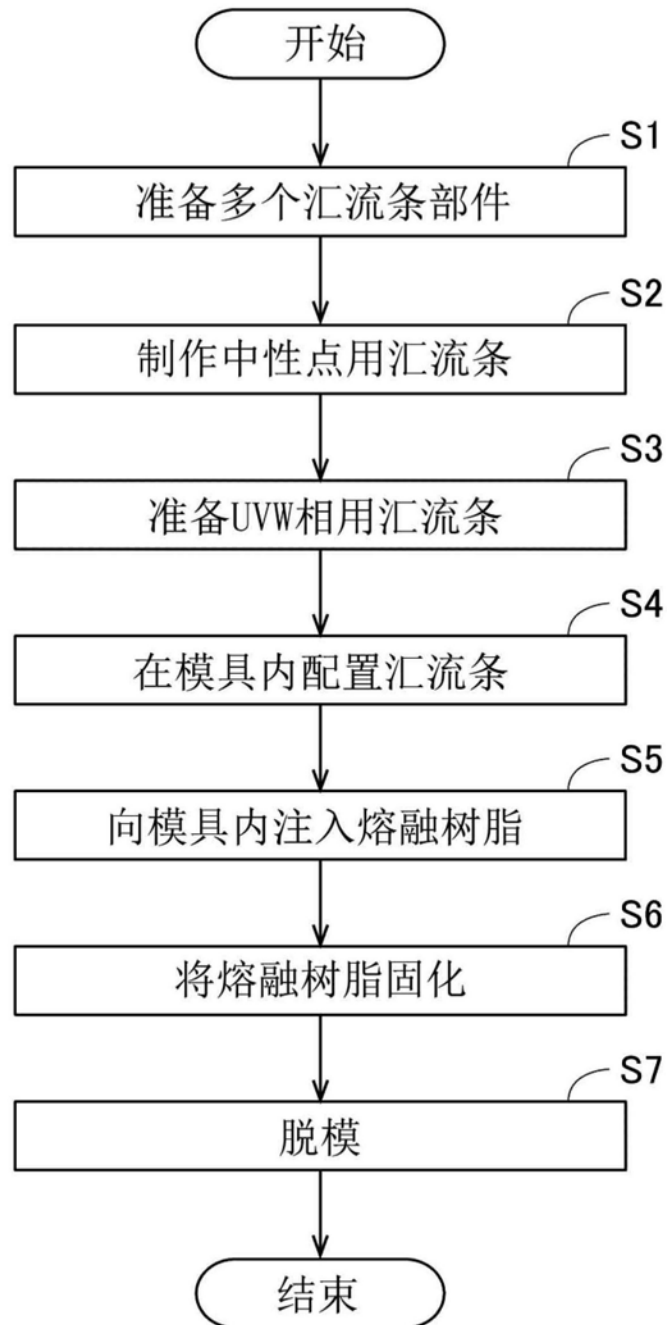 开始
S1
准备多个汇流条部件
S2
制作中性点用汇流条
S3
准备UVW相用汇流条
S4
在模具内配置汇流条
S5
向模具内注入熔融树脂
S6
将熔融树脂固化
S7
脱模
结束